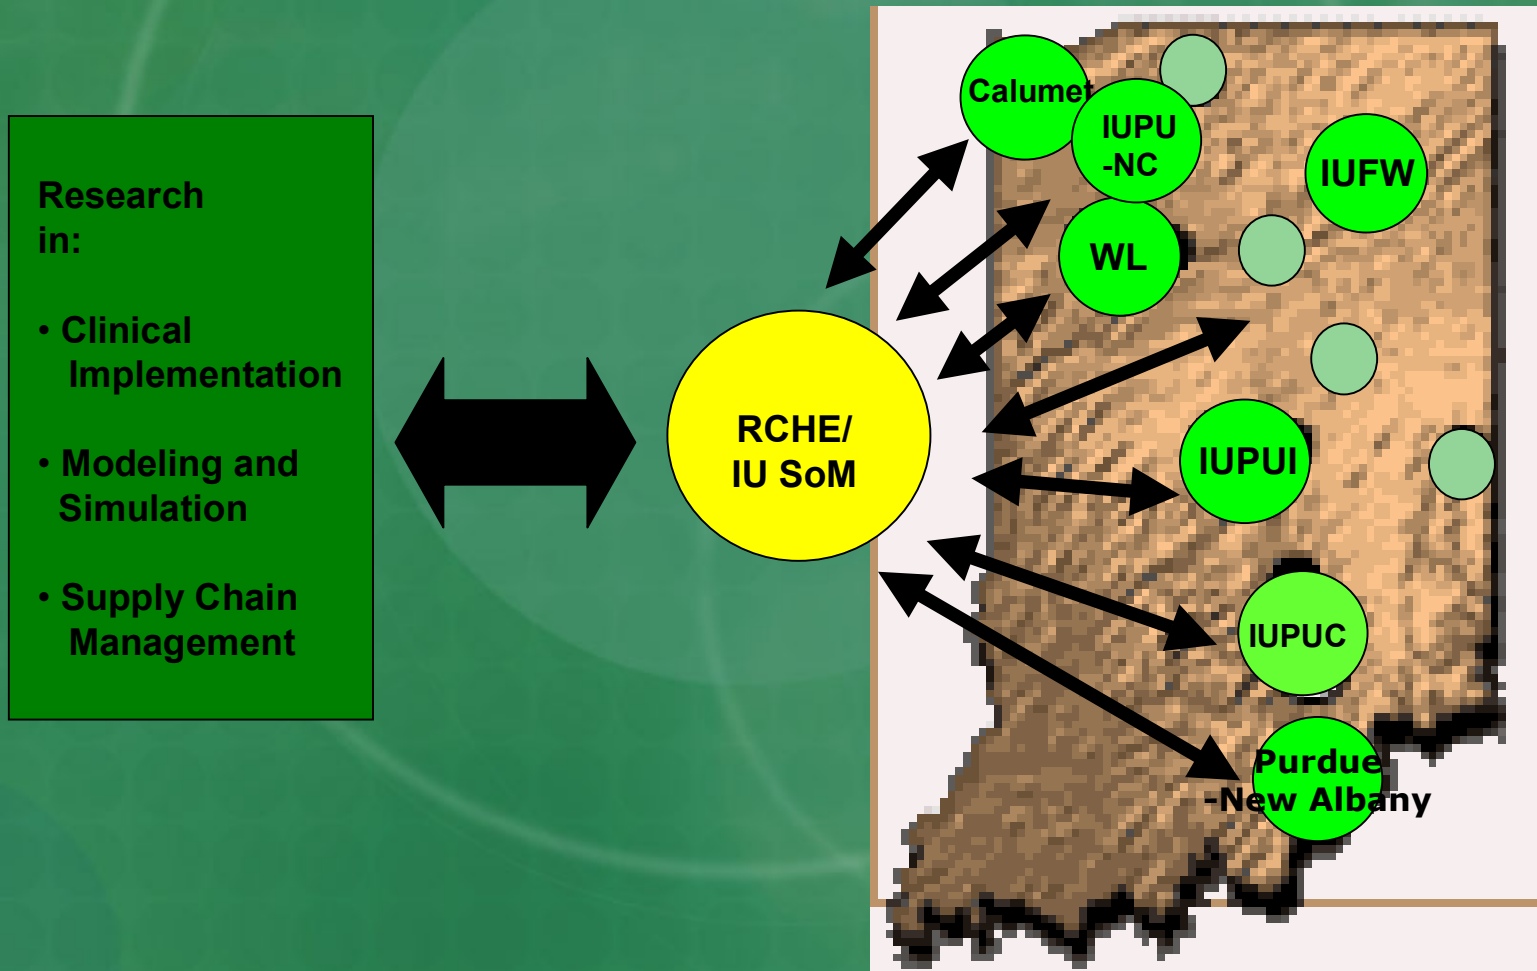 Research
in:
• Clinical
Implementation
• Modeling and
Simulation
• Supply Chain
Management
RCHE/
IU SoM
Calumet
IUPU
-NC
IUFW
WL
IUPUI
IUPUC
Purdue
-New Albany